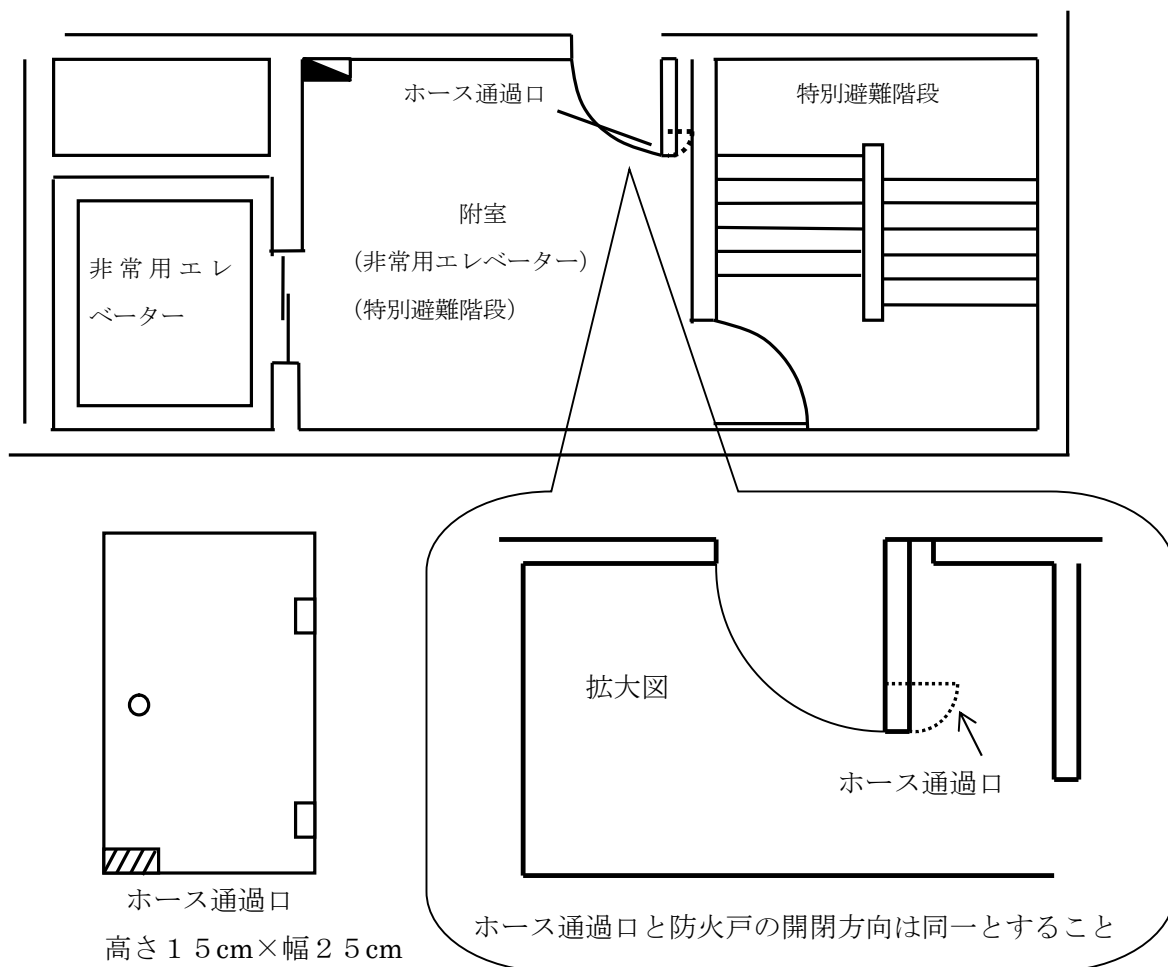 ホース通過口
特別避難階段
附室
（非常用エレベーター）
（特別避難階段）
非常用エレ
ベーター
拡大図
ホース通過口
ホース通過口
高さ１５cm×幅２５cm
ホース通過口と防火戸の開閉方向は同一とすること